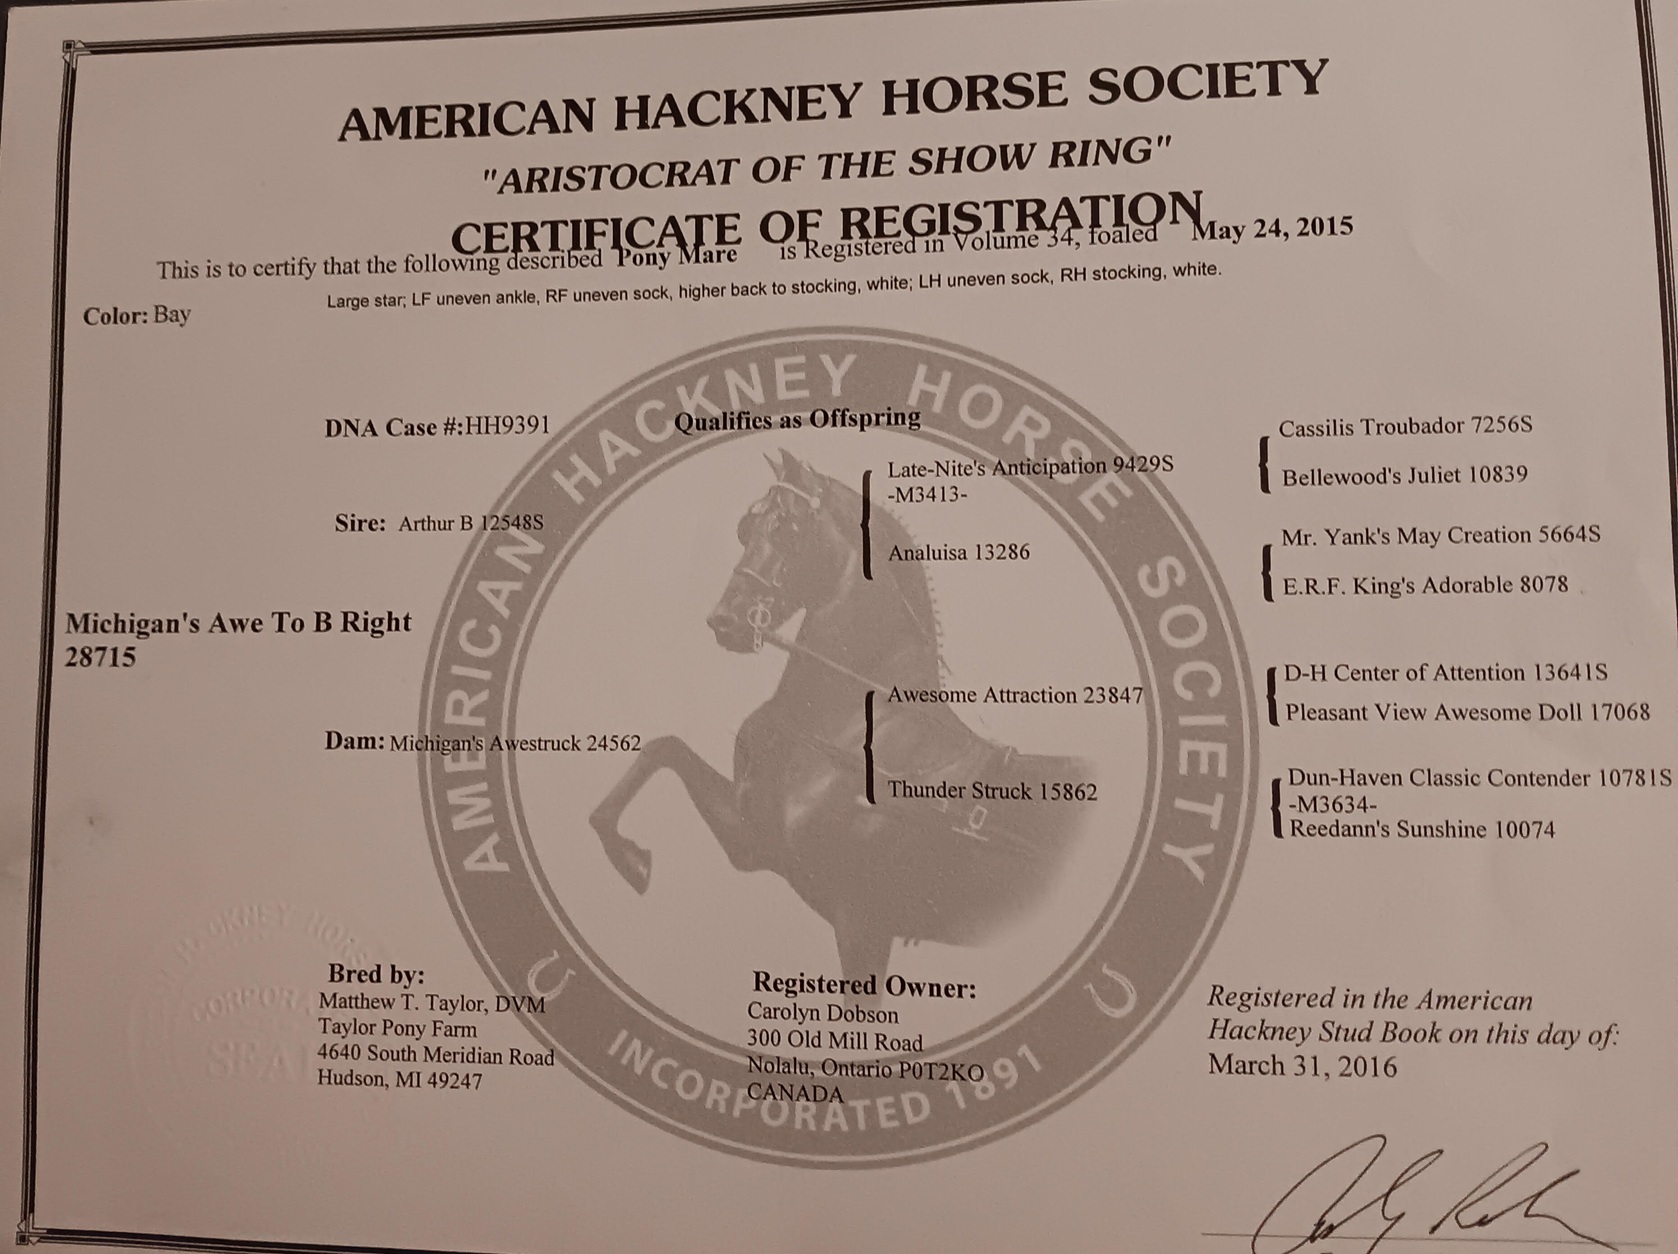 AMERICAN HACKNEY HORSE SOCIETY
"ARISTOCRAT OF THE SHOW RING"
CERTIFICATE OF REGISTRATION
This is to certify that the following described Pony Mare is Registered in Volume 34, foaled May 24, 2015
Color: Bay
Large star; LF uneven ankle, RF uneven sock, higher back to stocking, white; LH uneven sock, RH stocking, white.
DNA Case #:HH9391
Qualifies as Offspring
Cassilis Troubador 7256S
Late-Nite's Anticipation 9429S
-M3413-
Bellewood's Juliet 10839
Sire: Arthur B 12548S
Mr. Yank's May Creation 5664S
Analuisa 13286
E.R.F. King's Adorable 8078
Michigan's Awe To B Right
28715
D-H Center of Attention 13641S
Awesome Attraction 23847
Pleasant View Awesome Doll 17068
Dam: Michigan's Awestruck 24562
Dun-Haven Classic Contender 10781S
-M3634-
Thunder Struck 15862
Reedann's Sunshine 10074
AMERICAN HACKNEY HORSE SOCIETY
INCORPORATED 1891
Bred by:
Matthew T. Taylor, DVM
Taylor Pony Farm
4640 South Meridian Road
Hudson, MI 49247
Registered Owner:
Carolyn Dobson
300 Old Mill Road
Nolalu, Ontario P0T2KO
CANADA
Registered in the American
Hackney Stud Book on this day of:
March 31, 2016
HACKNEY HORSE
SEAL